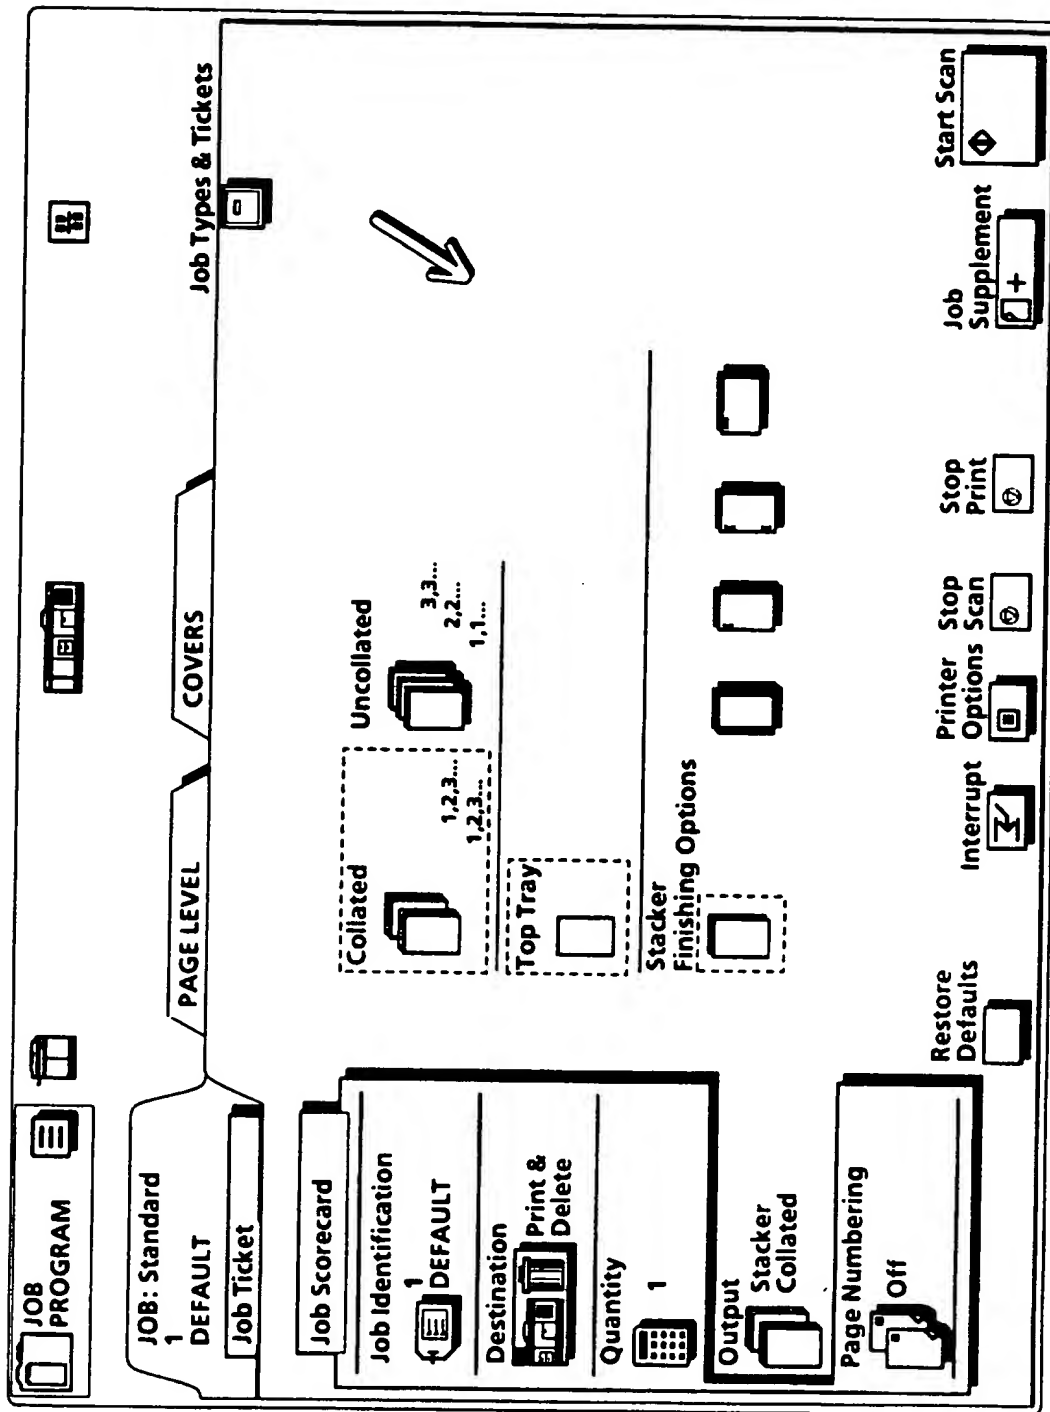 JOB
PROGRAM
JOB: Standard
1
DEFAULT
PAGE LEVEL
COVERS
Job Types & Tickets
Job Ticket
Job Scorecard
Job Identification
1
DEFAULT
Destination
Print &
Delete
Quantity
1
Output
Stacker
Collated
Page Numbering
Off
Collated
1,2,3...
1,2,3...
Uncollated
3,3...
2,2...
1,1...
Top Tray
Stacker
Finishing Options
Restore
Defaults
Interrupt
Printer
Options
Stop
Scan
Stop
Print
Job
Supplement
+
Start Scan